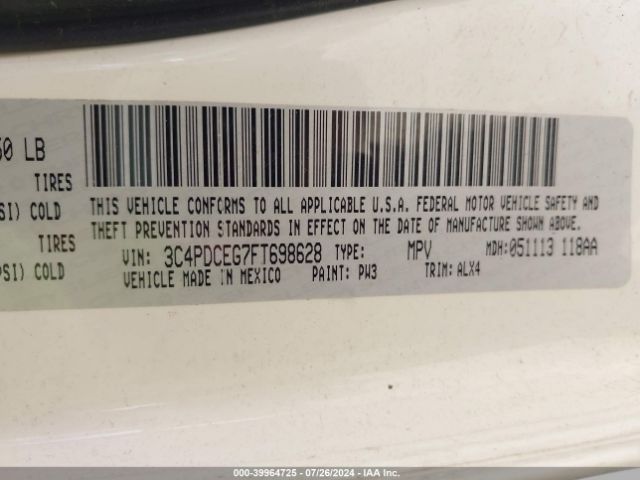 50 LB
TIRES
SI) COLD
TIRES
PSI) COLD
THIS VEHICLE CONFORMS TO ALL APPLICABLE U.S.A. FEDERAL MOTOR VEHICLE SAFETY AND
THEFT PREVENTION STANDARDS IN EFFECT ON THE DATE OF MANUFACTURE SHOWN ABOVE.
VIN: 3C4PDCEG7FT698628 TYPE: MPV MDH:051113 118AA
VEHICLE MADE IN MEXICO PAINT: PW3 TRIM: ALX4
000-39964725 - 07/26/2024 - IAA Inc.